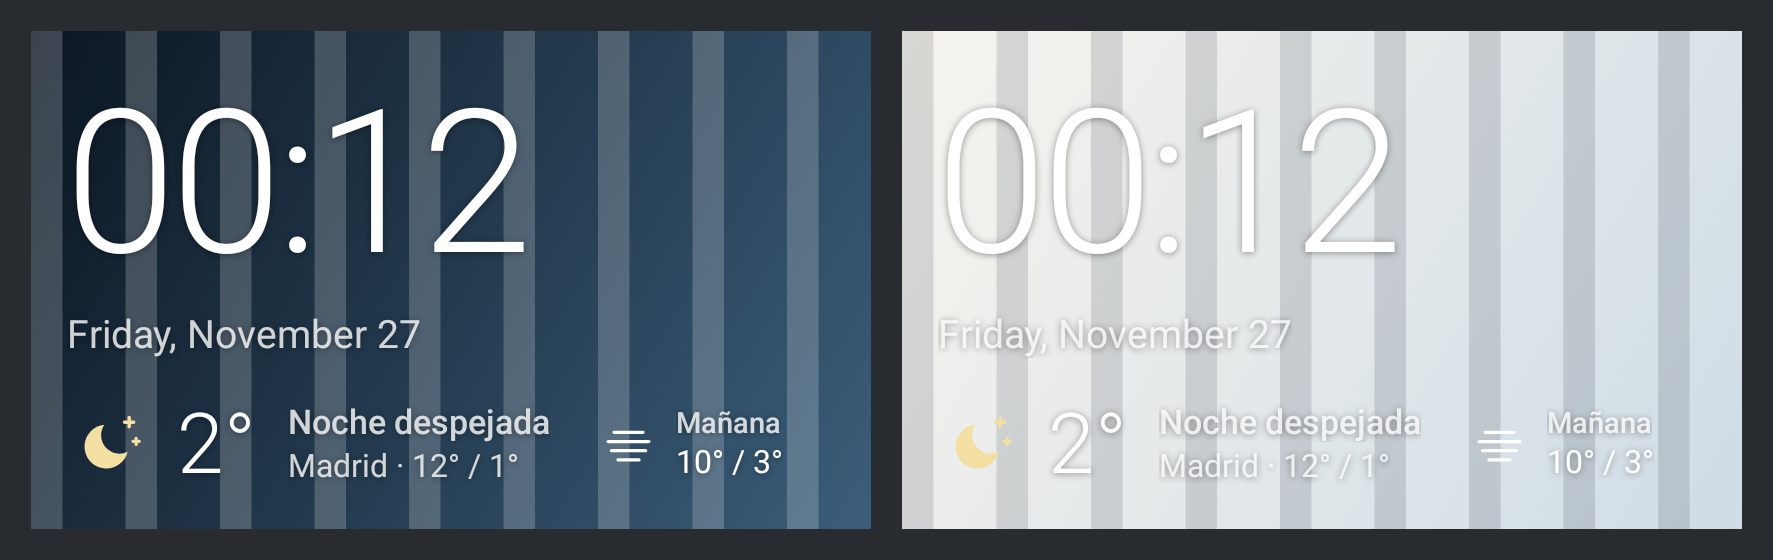 00:12
Friday, November 27
2° Noche despejada
Madrid · 12° / 1°
Mañana
10° / 3°
00:12
Friday, November 27
2° Noche despejada
Madrid · 12° / 1°
Mañana
10° / 3°